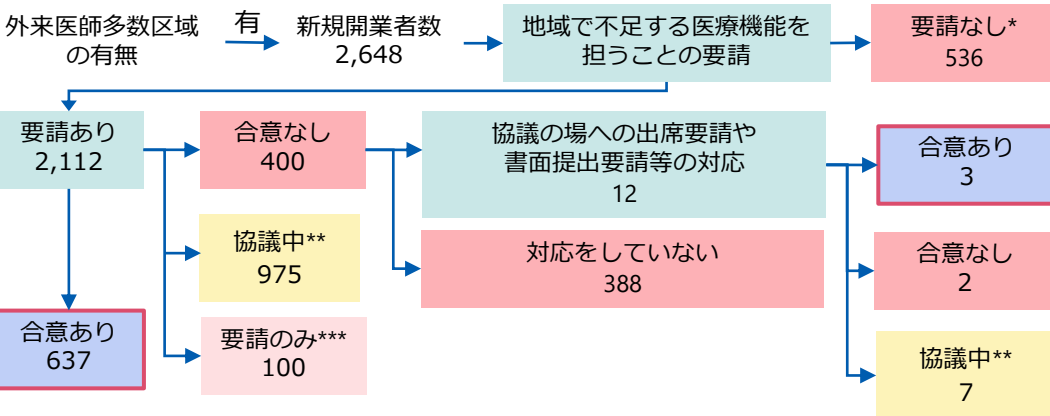 外来医師多数区域
の有無
有
新規開業者数
2,648
地域で不足する医療機能を
担うことの要請
要請なし*
536
要請あり
2,112
合意なし
400
協議の場への出席要請や
書面提出要請等の対応
12
合意あり
3
協議中**
975
対応をしていない
388
合意なし
2
合意あり
637
要請のみ***
100
協議中**
7